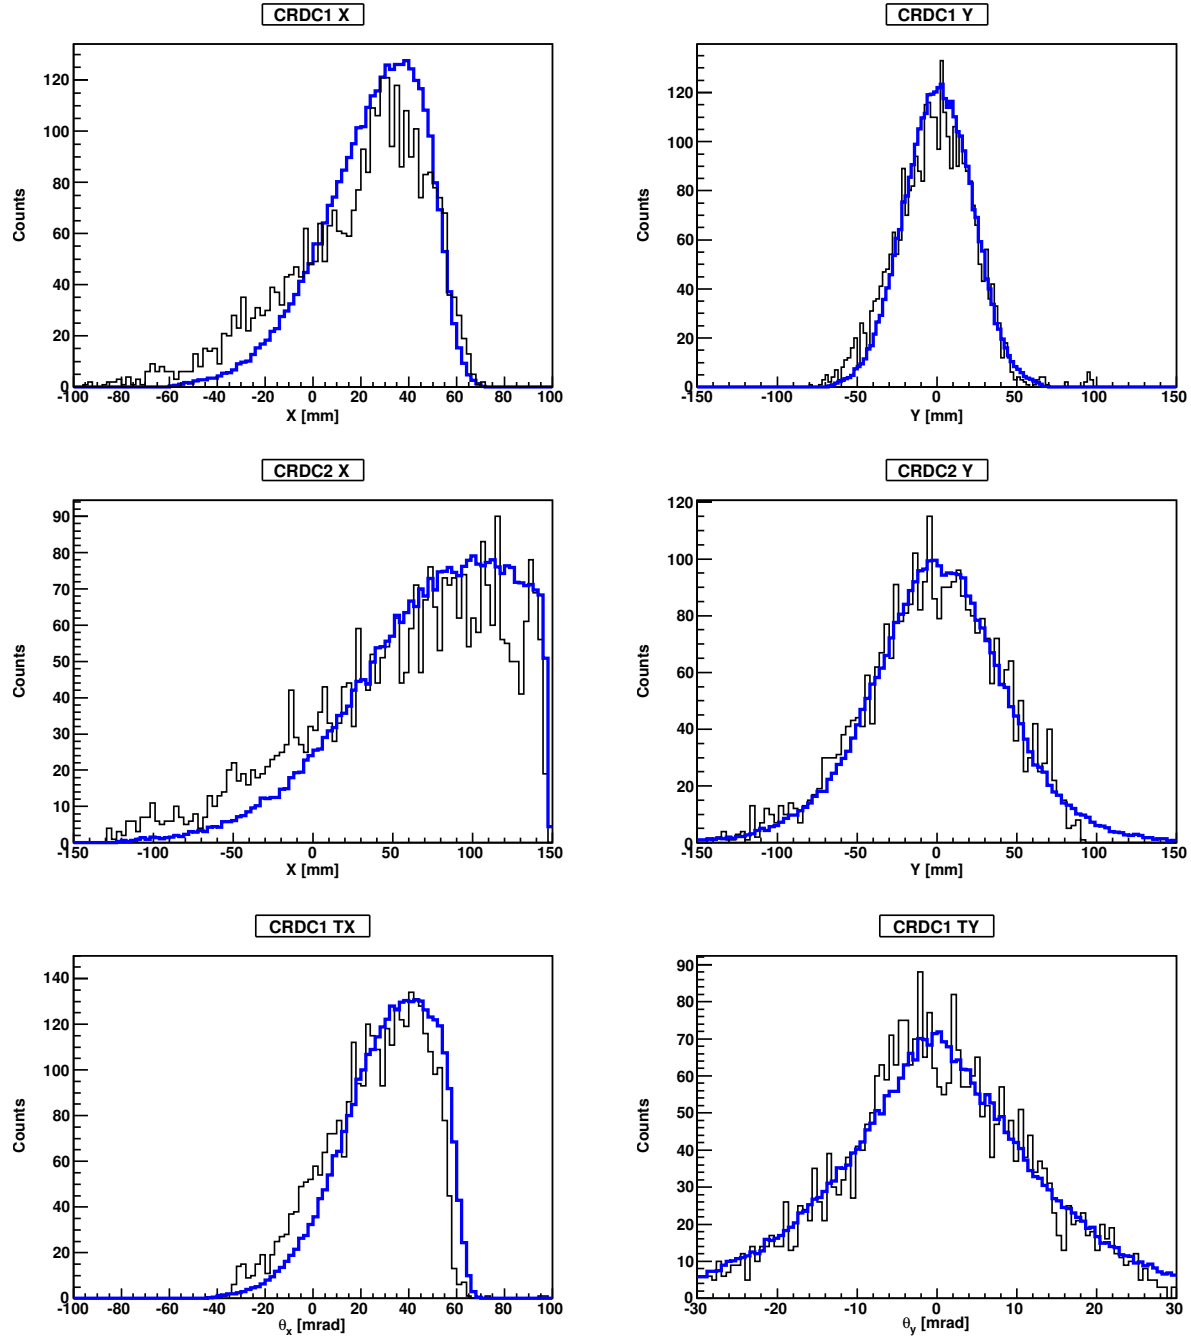 CRDC1 X
Counts
120
100
80
60
40
20
0
-100 -80 -60 -40 -20 0 20 40 60 80 100
X [mm]
CRDC1 Y
Counts
120
100
80
60
40
20
0
-150 -100 -50 0 50 100 150
Y [mm]
CRDC2 X
Counts
90
80
70
60
50
40
30
20
10
0
-150 -100 -50 0 50 100 150
X [mm]
CRDC2 Y
Counts
120
100
80
60
40
20
0
-150 -100 -50 0 50 100 150
Y [mm]
CRDC1 TX
Counts
140
120
100
80
60
40
20
0
-100 -80 -60 -40 -20 0 20 40 60 80 100
θx [mrad]
CRDC1 TY
Counts
90
80
70
60
50
40
30
20
10
0
-30 -20 -10 0 10 20 30
θy [mrad]